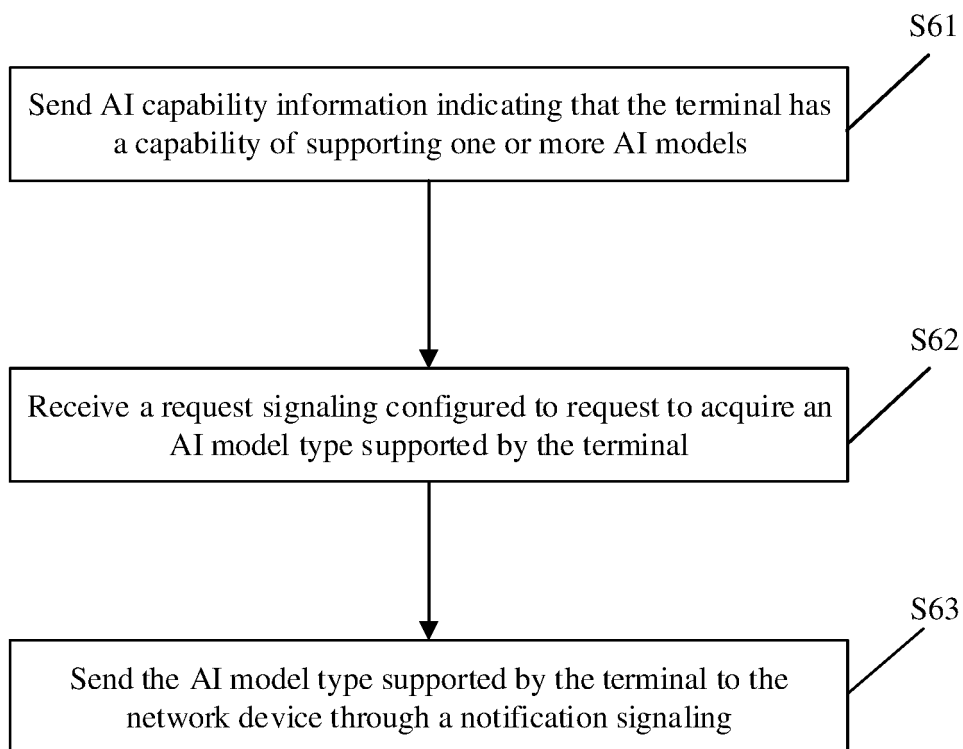 S61
Send AI capability information indicating that the terminal has
a capability of supporting one or more AI models
S62
Receive a request signaling configured to request to acquire an
AI model type supported by the terminal
S63
Send the AI model type supported by the terminal to the
network device through a notification signaling